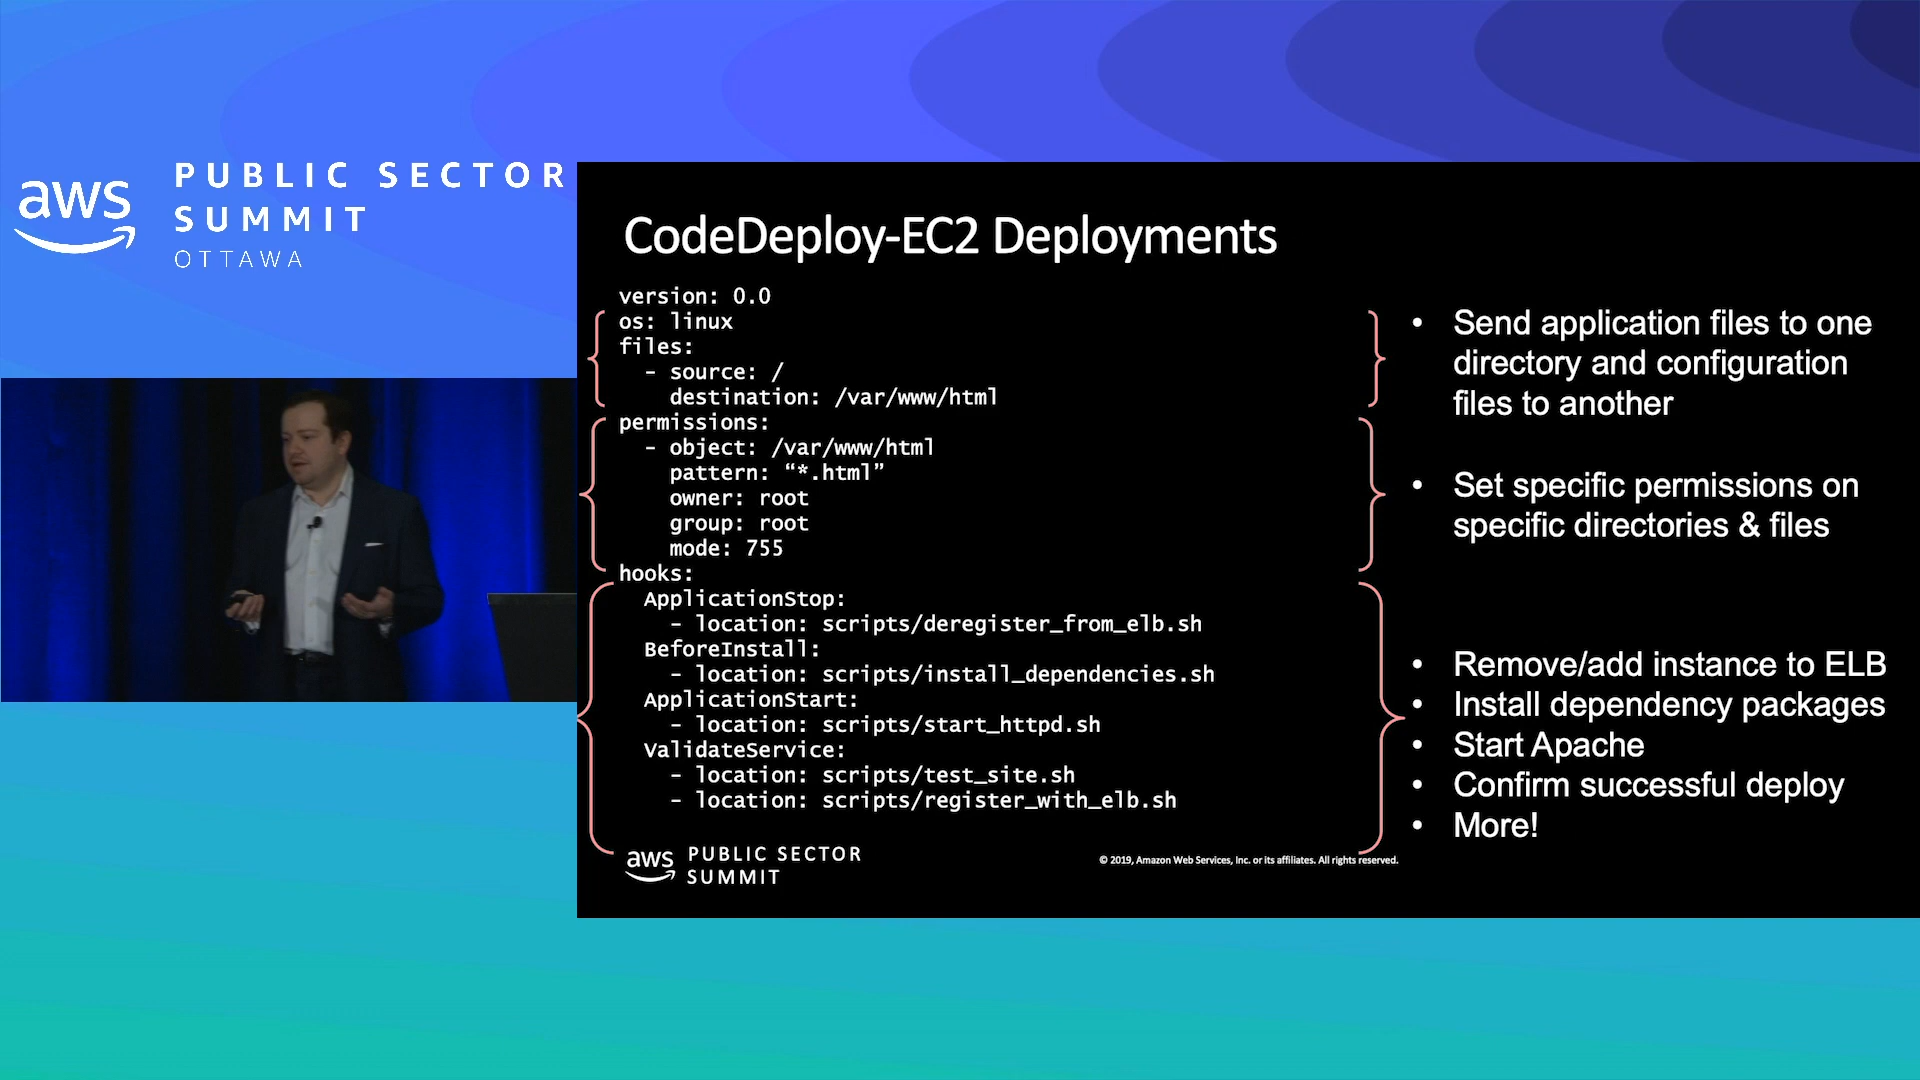 aws
PUBLIC SECTOR
SUMMIT
OTTAWA
CodeDeploy-EC2 Deployments
version: 0.0
os: linux
files:
- source: /
destination: /var/www/html
permissions:
- object: /var/www/html
pattern: “*.html”
owner: root
group: root
mode: 755
hooks:
ApplicationStop:
- location: scripts/deregister_from_elb.sh
BeforeInstall:
- location: scripts/install_dependencies.sh
ApplicationStart:
- location: scripts/start_httpd.sh
ValidateService:
- location: scripts/test_site.sh
- location: scripts/register_with_elb.sh
• Send application files to one
directory and configuration
files to another
• Set specific permissions on
specific directories & files
• Remove/add instance to ELB
• Install dependency packages
• Start Apache
• Confirm successful deploy
• More!
aws
PUBLIC SECTOR
SUMMIT
© 2019, Amazon Web Services, Inc. or its affiliates. All rights reserved.